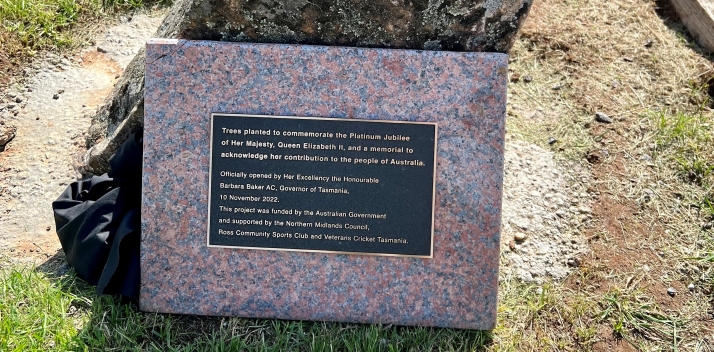 Trees planted to commemorate the Platinum Jubilee
of Her Majesty, Queen Elizabeth II, and a memorial to
acknowledge her contribution to the people of Australia.
Officially opened by Her Excellency the Honourable
Barbara Baker AC, Governor of Tasmania,
10 November 2022.
This project was funded by the Australian Government
and supported by the Northern Midlands Council,
Ross Community Sports Club and Veterans Cricket Tasmania.